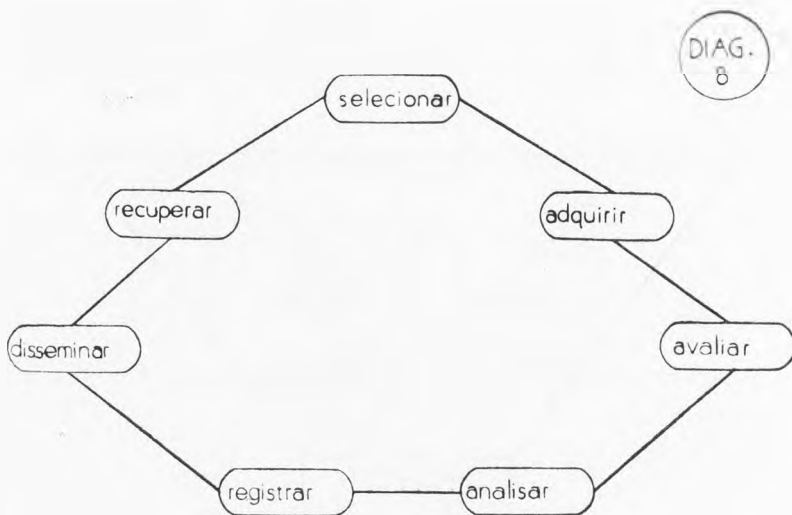 DIAG.
8
selecionar
recuperar
adquirir
disseminar
avaliar
registrar
analisar